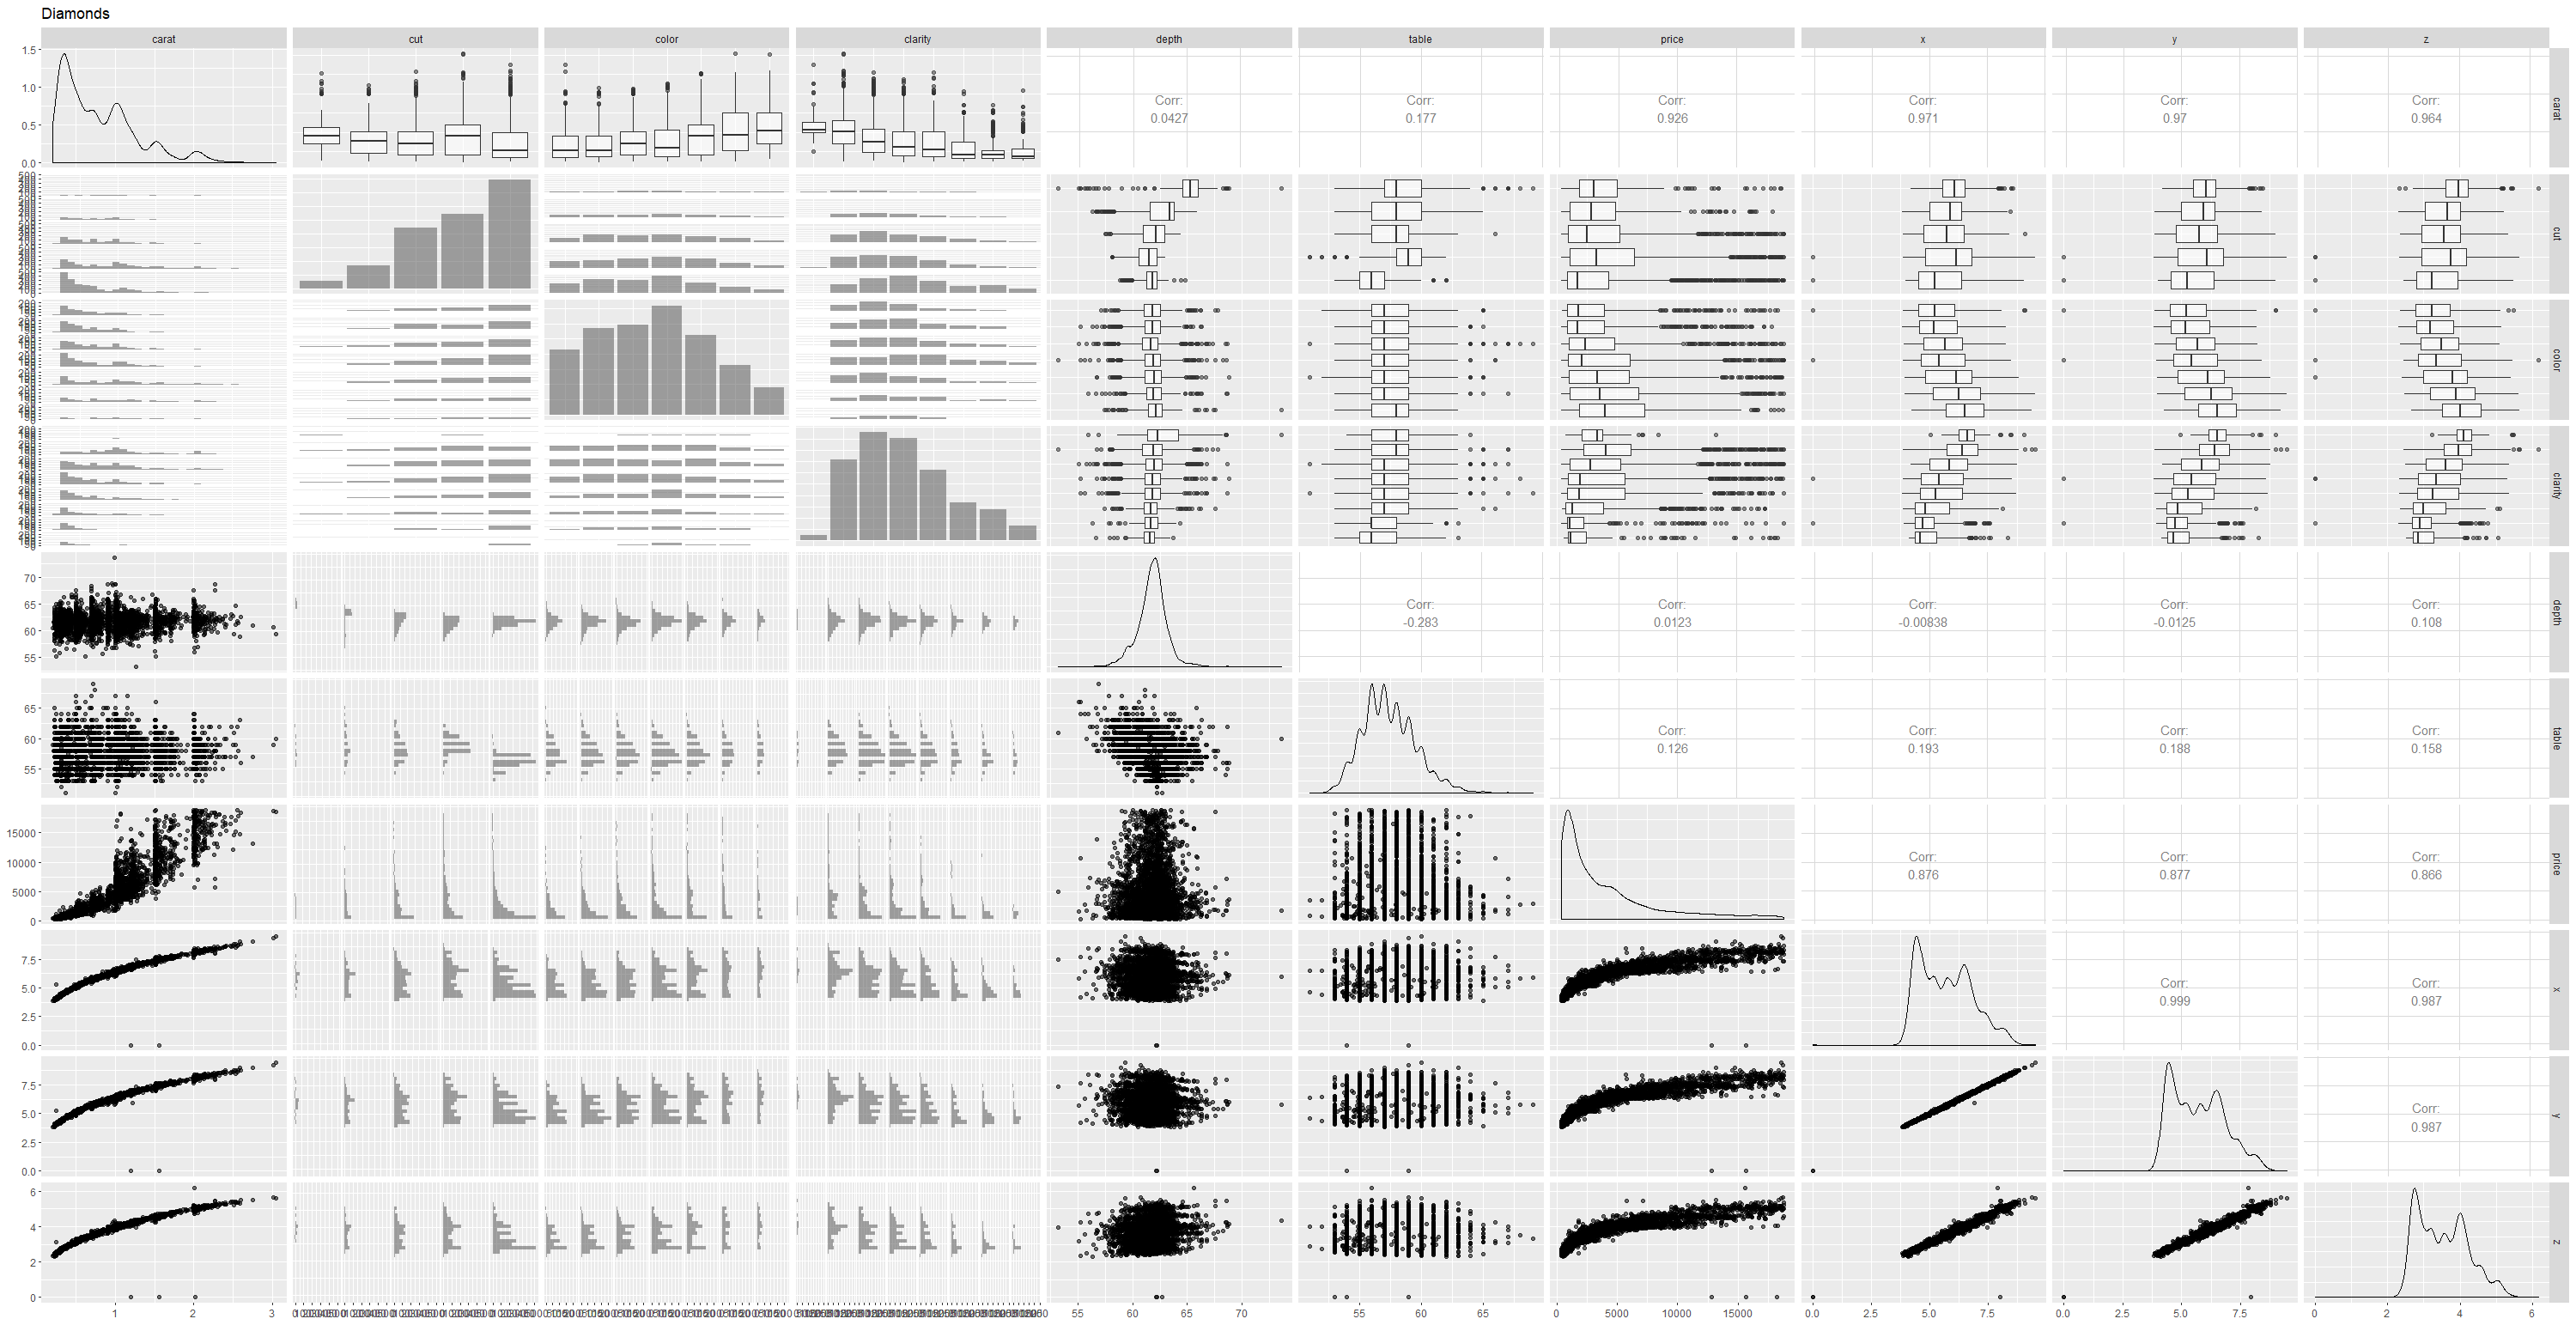 Diamonds
carat cut color clarity depth table price x y z
1.5
1.0
0.5
0.0
Corr: 0.0427
Corr: 0.177
Corr: 0.926
Corr: 0.971
Corr: 0.97
Corr: 0.964
carat
cut
color
clarity
70
65
60
55
Corr: -0.283
Corr: 0.0123
Corr: -0.00838
Corr: -0.0125
Corr: 0.108
depth
65
60
55
Corr: 0.126
Corr: 0.193
Corr: 0.188
Corr: 0.158
table
15000
10000
5000
0
Corr: 0.876
Corr: 0.877
Corr: 0.866
price
7.5
5.0
2.5
0.0
Corr: 0.999
Corr: 0.987
x
7.5
5.0
2.5
0.0
Corr: 0.987
y
6
4
2
0
z
1 2 3
55 60 65 70
55 60 65
0 5000 10000 15000
0.0 2.5 5.0 7.5
0.0 2.5 5.0 7.5
0 2 4 6